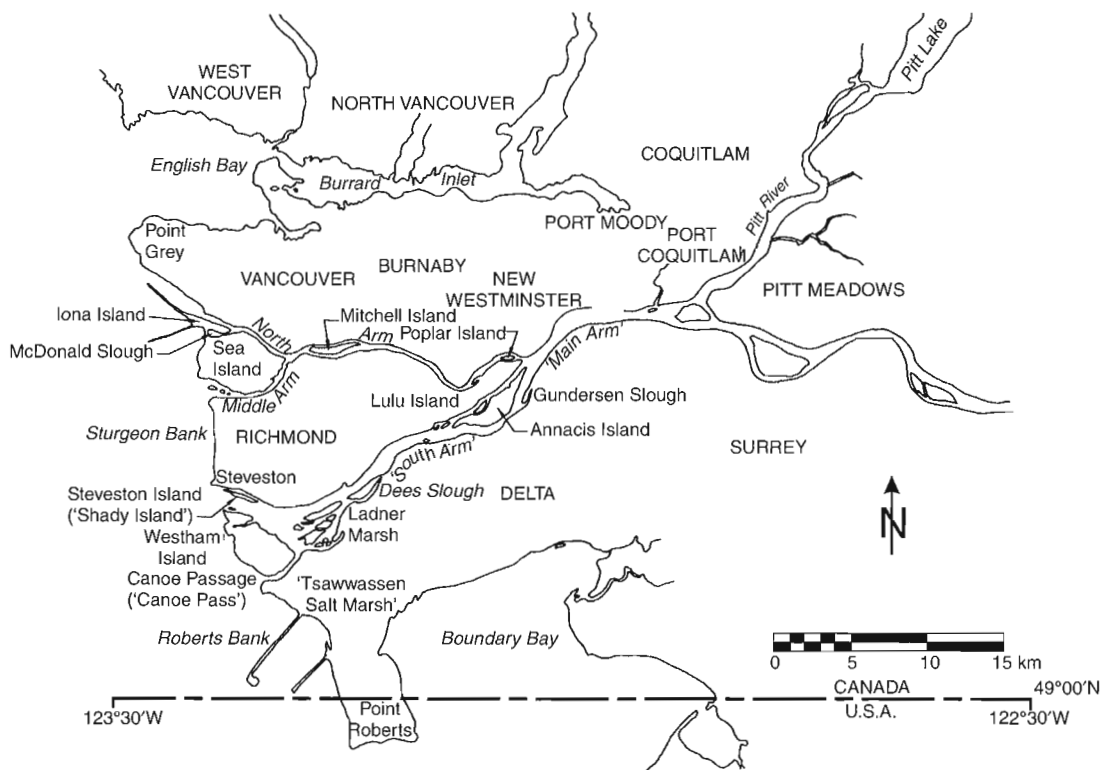 WEST
VANCOUVER
NORTH VANCOUVER
Pitt Lake
English Bay
Burrard Inlet
COQUITLAM
Pitt River
PORT MOODY
PORT
COQUITLAM
Point
Grey
VANCOUVER
BURNABY
NEW
WESTMINSTER
PITT MEADOWS
Iona Island
North Arm
Mitchell Island
Poplar Island
'Main Arm'
McDonald Slough
Sea
Island
Middle Arm
Lulu Island
Gundersen Slough
Annacis Island
Sturgeon Bank
RICHMOND
'South Arm'
SURREY
Steveston
Dees Slough
DELTA
Steveston Island
('Shady Island')
Ladner
Marsh
N
Westham
Island
Canoe Passage
('Canoe Pass')
'Tsawwassen
Salt Marsh'
Roberts Bank
Boundary Bay
0 5 10 15 km
CANADA
49°00'N
U.S.A.
123°30'W
Point
Roberts
122°30'W